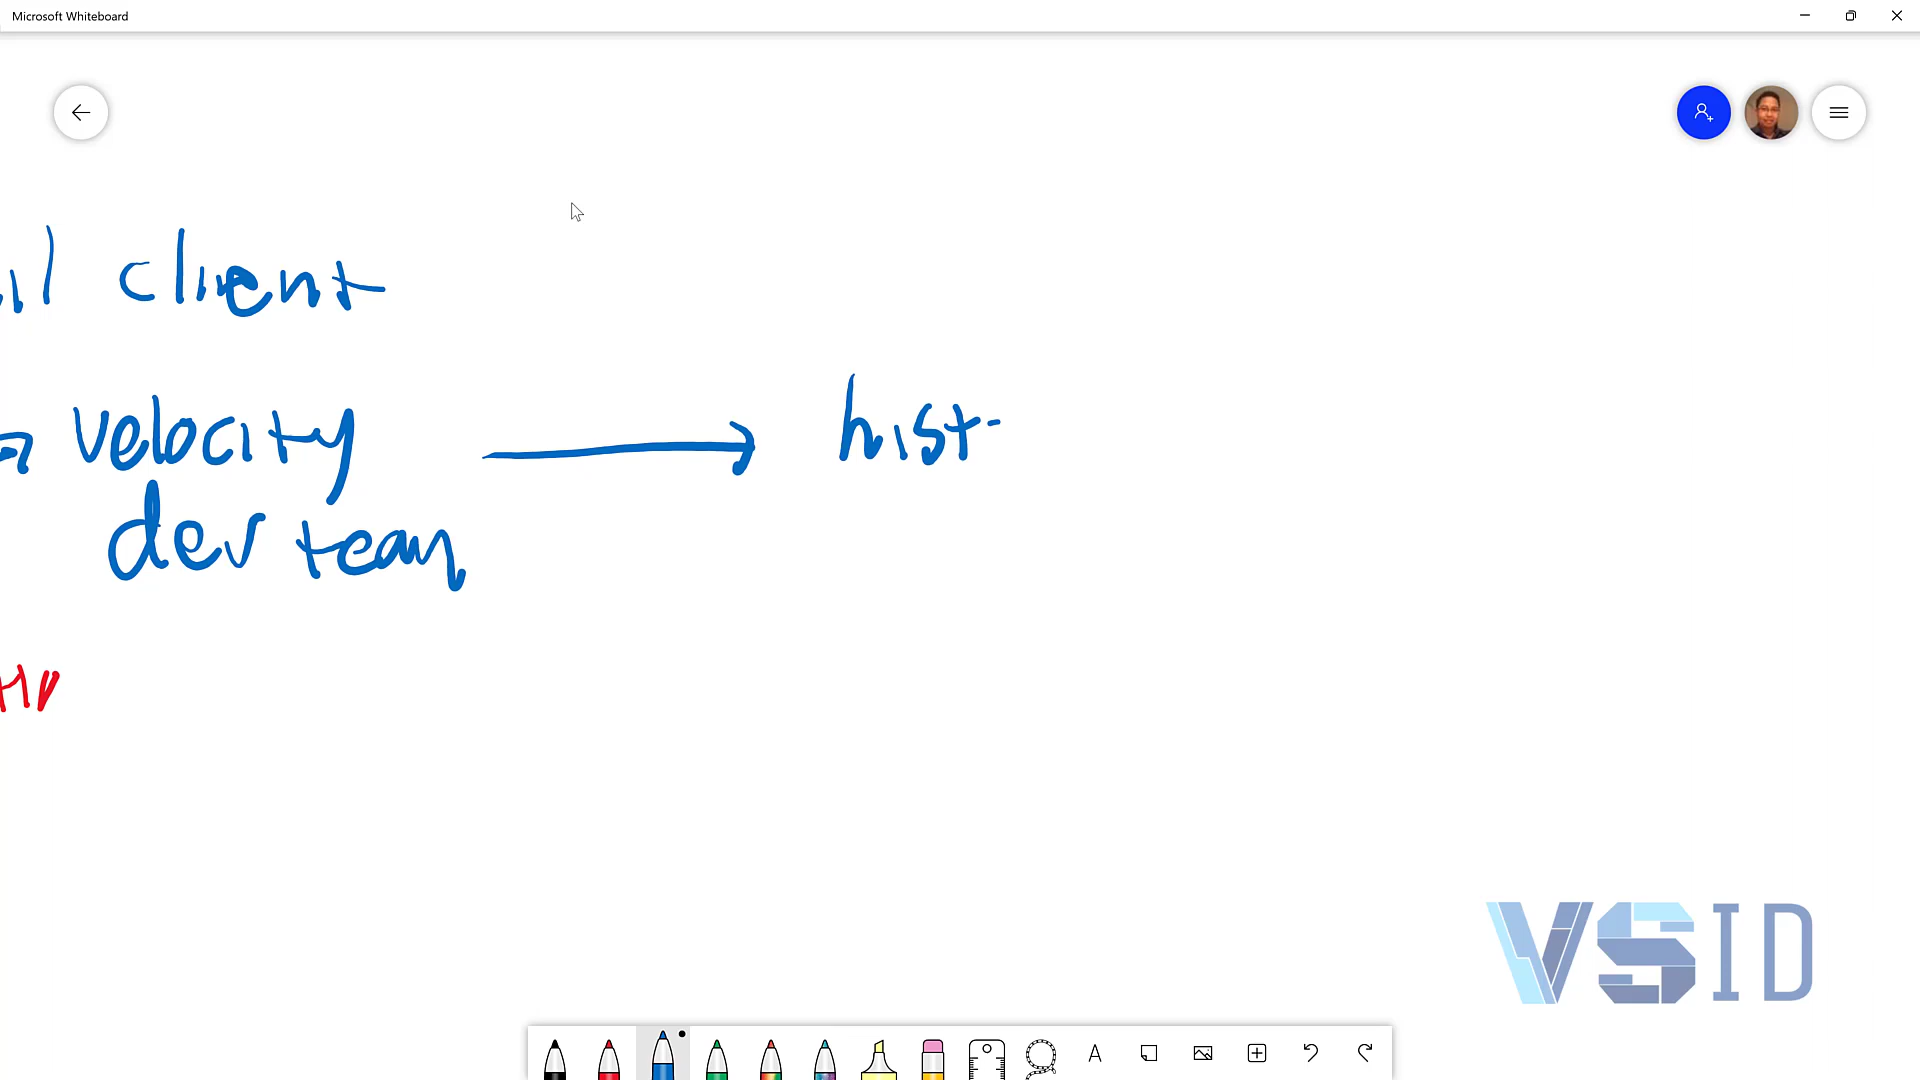 Microsoft Whiteboard
client
velocity
dev team
hist-
VSID